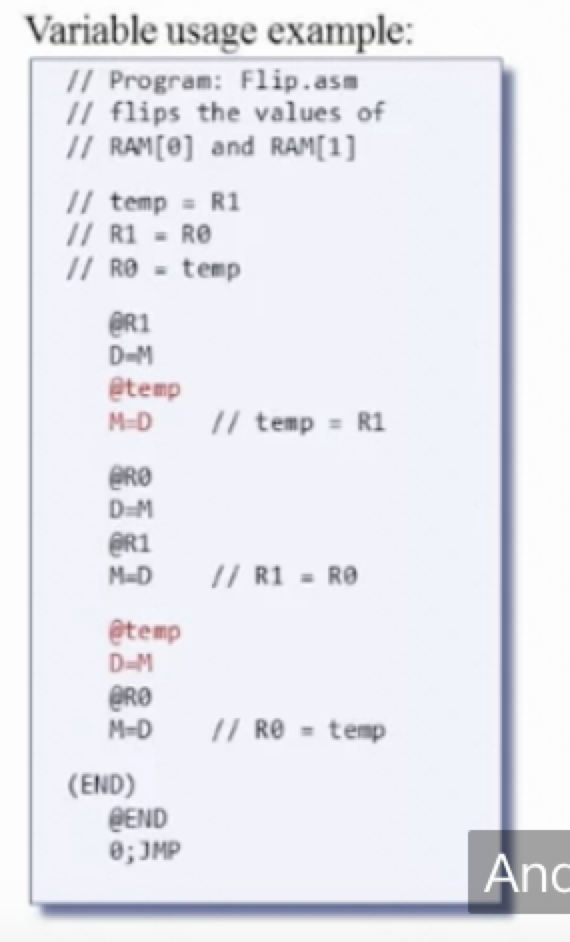 Variable usage example:
// Program: Flip.asm
// flips the values of
// RAM[0] and RAM[1]
// temp = R1
// R1 = R0
// R0 = temp
@R1
D=M
@temp
M=D // temp = R1
@R0
D=M
@R1
M=D // R1 = R0
@temp
D=M
@R0
M=D // R0 = temp
(END)
@END
0;JMP